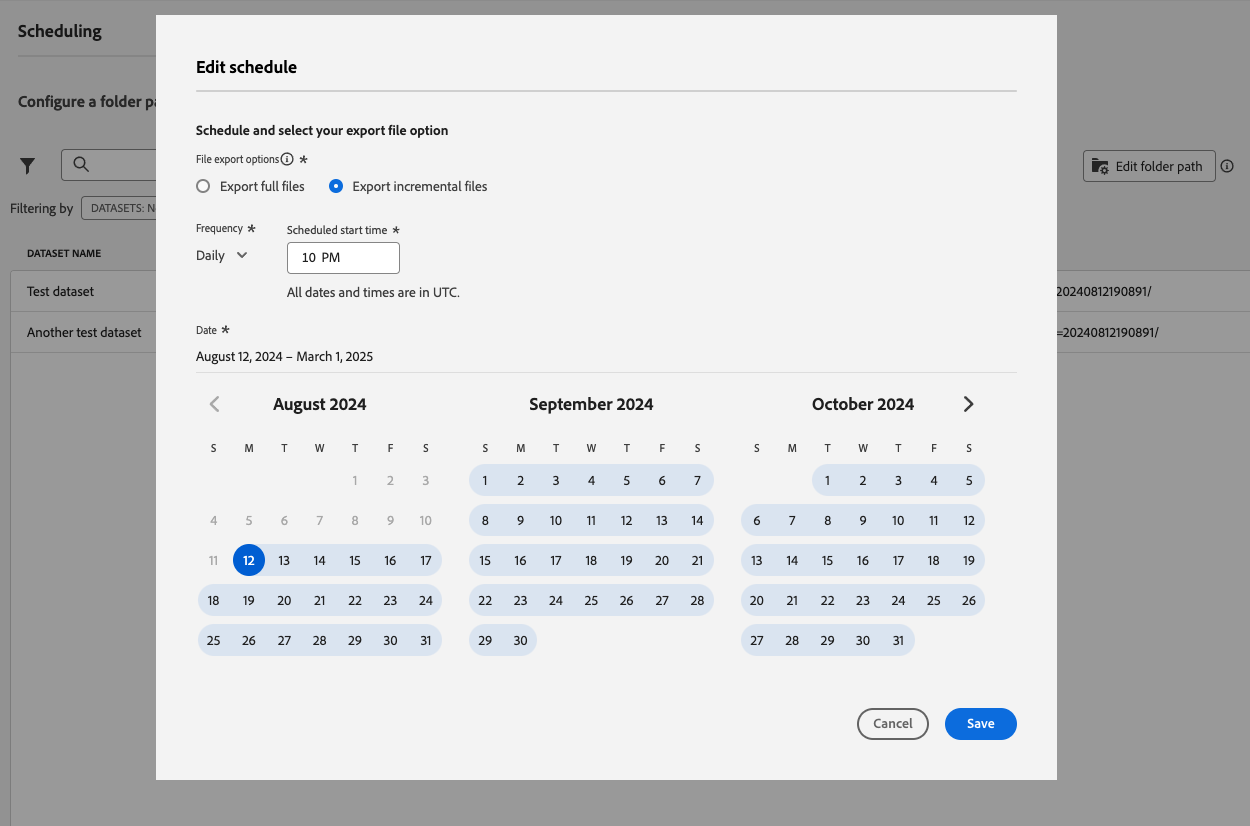 Scheduling
Edit schedule
Configure a folder pa
Schedule and select your export file option
File export options *
Export full files Export incremental files
Edit folder path
Filtering by DATASETS: N
Frequency * Scheduled start time *
Daily 10 PM
DATASET NAME
All dates and times are in UTC.
Test dataset 20240812190891/
Another test dataset =20240812190891/
Date *
August 12, 2024 – March 1, 2025
August 2024 September 2024 October 2024
S M T W T F S S M T W T F S S M T W T F S
1 2 3 1 2 3 4 5 6 7 1 2 3 4 5
4 5 6 7 8 9 10 8 9 10 11 12 13 14 6 7 8 9 10 11 12
11 12 13 14 15 16 17 15 16 17 18 19 20 21 13 14 15 16 17 18 19
18 19 20 21 22 23 24 22 23 24 25 26 27 28 20 21 22 23 24 25 26
25 26 27 28 29 30 31 29 30 27 28 29 30 31
Cancel Save